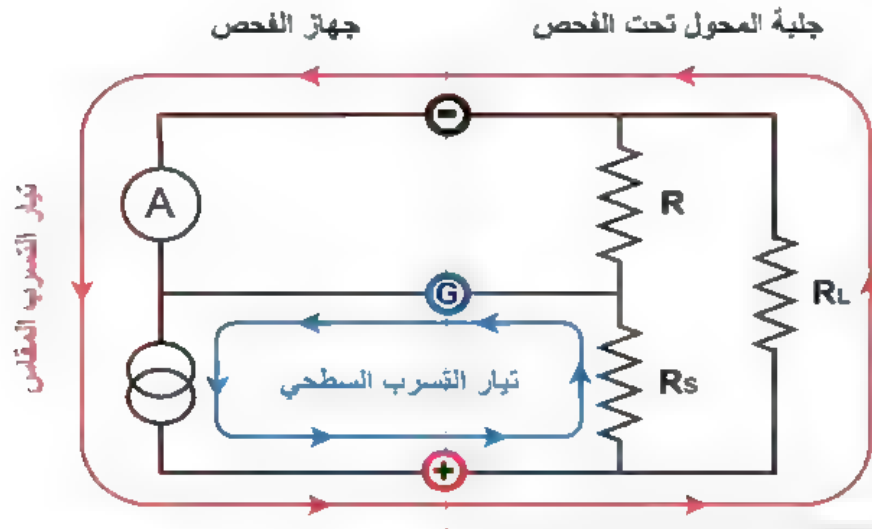 جهاز الفحص
جلبة المحول تحت الفحص
−
A
R
تيار التسرب المقاس
G
RL
تيار التسرب السطحي
RS
+